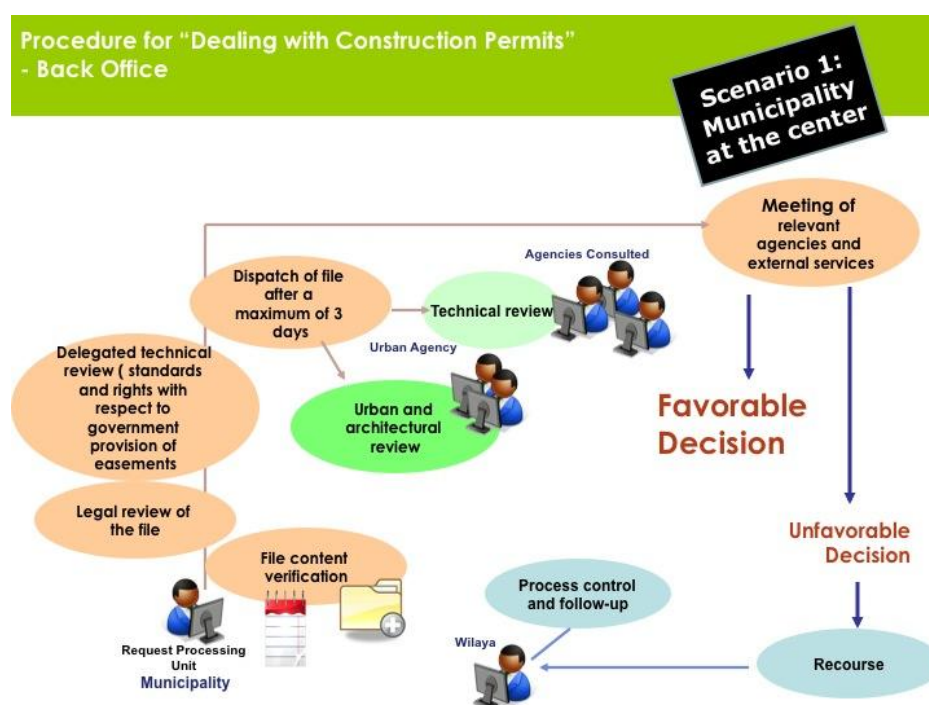 Procedure for “Dealing with Construction Permits”
- Back Office
Scenario 1:
Municipality
at the center
Meeting of
relevant
agencies and
external services
Agencies Consulted
Dispatch of file
after a
maximum of 3
days
Technical review
Urban Agency
Delegated technical
review ( standards
and rights with
respect to
government
provision of
easements
Urban and
architectural
review
Favorable
Decision
Legal review of
the file
Unfavorable
Decision
File content
verification
Process control
and follow-up
Request Processing
Unit
Municipality
Wilaya
Recourse